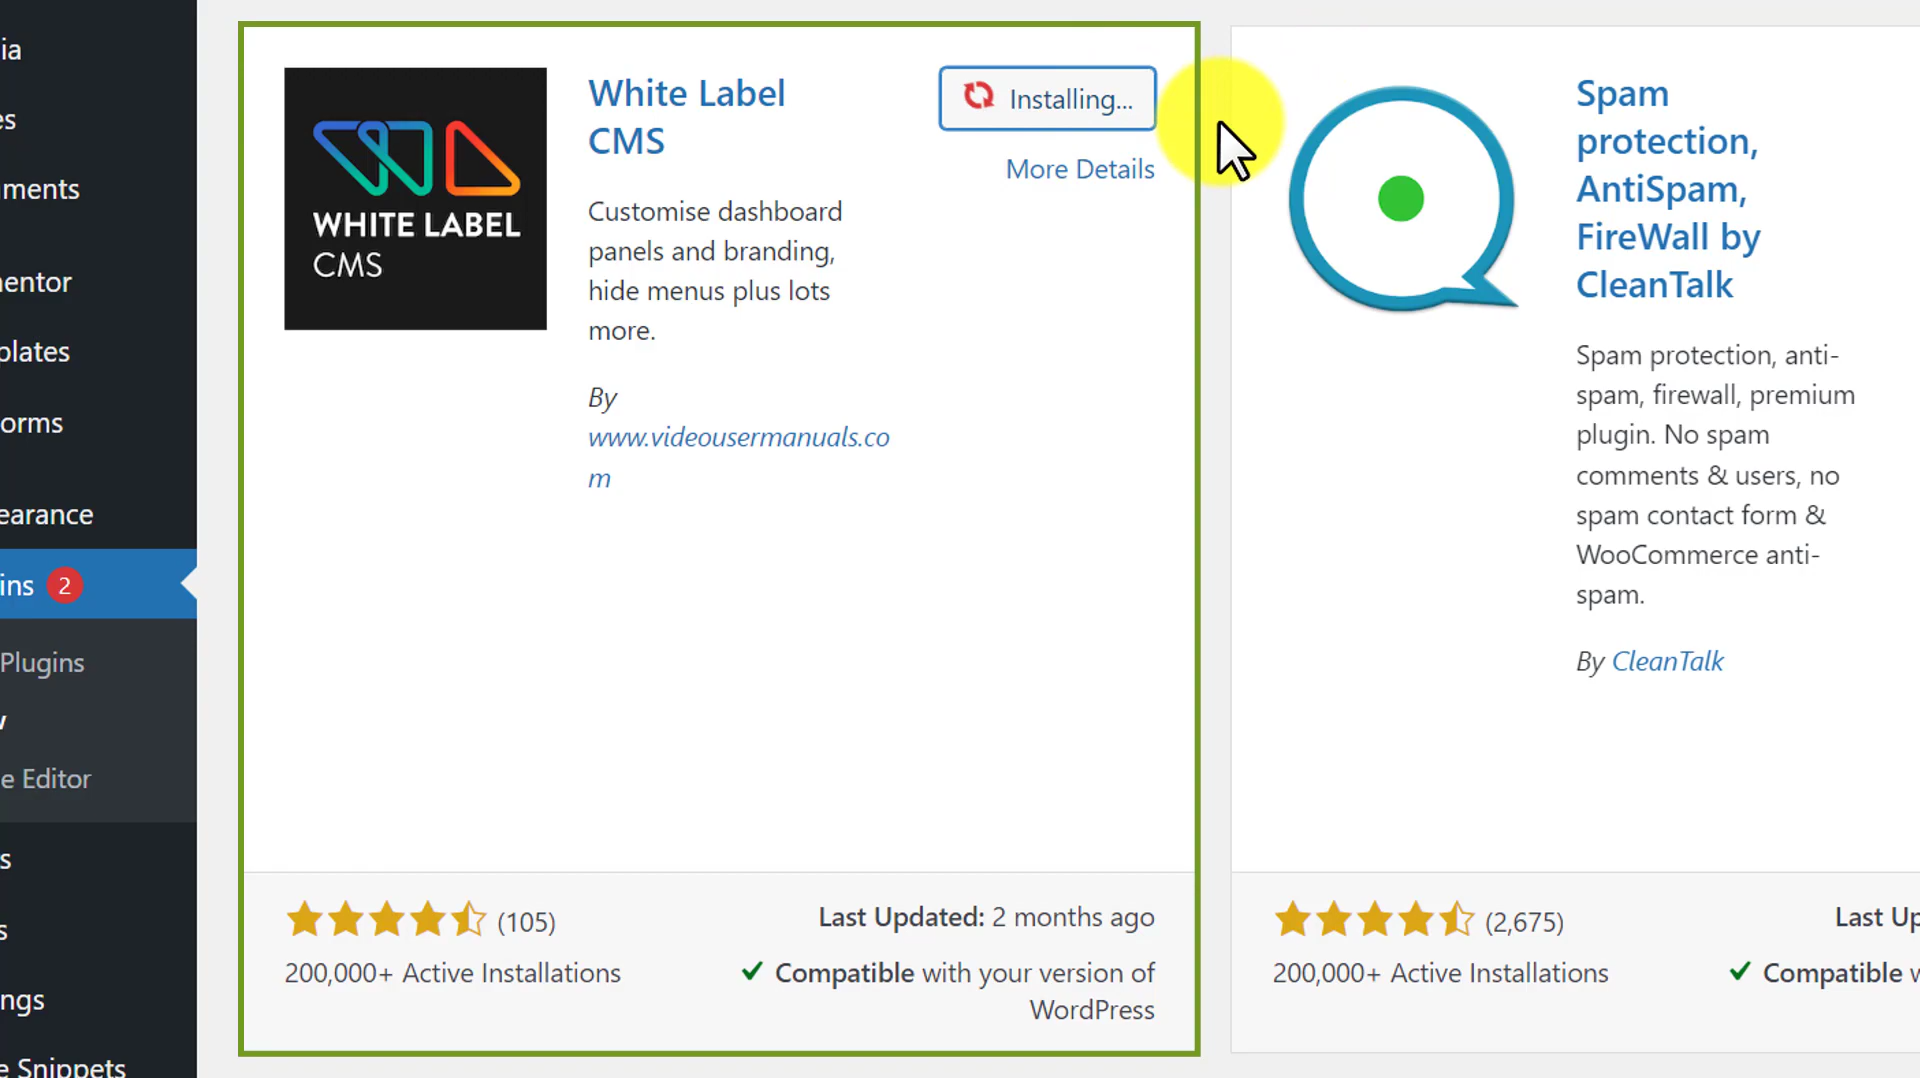 ia
es
ments
entor
plates
orms
earance
ins 2
Plugins
e Editor
s
s
ngs
e Snippets
WHITE LABEL
CMS
White Label
CMS
Installing...
More Details
Customise dashboard
panels and branding,
hide menus plus lots
more.
By
www.videousermanuals.co
m
(105)
Last Updated: 2 months ago
200,000+ Active Installations
Compatible with your version of
WordPress
Spam
protection,
AntiSpam,
FireWall by
CleanTalk
Spam protection, anti-
spam, firewall, premium
plugin. No spam
comments & users, no
spam contact form &
WooCommerce anti-
spam.
By CleanTalk
(2,675)
Last Up
200,000+ Active Installations
Compatible w